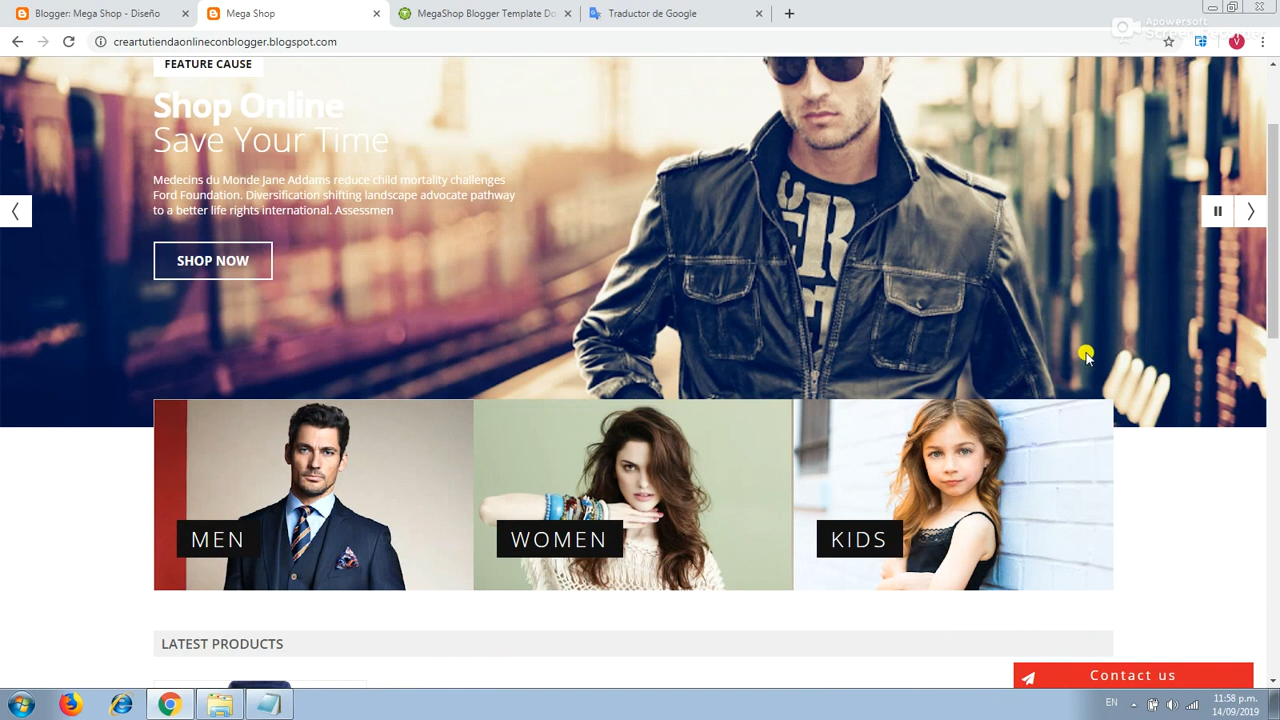 Blogger: Mega Shop - Diseño
Mega Shop
MegaShop Blogger Template Do
Traductor de Google
creartutiendaonlineconblogger.blogspot.com
Apowersoft
Screen Recorder
FEATURE CAUSE
Shop Online
Save Your Time
Medecins du Monde Jane Addams reduce child mortality challenges
Ford Foundation. Diversification shifting landscape advocate pathway
to a better life rights international. Assessmen
SHOP NOW
MEN
WOMEN
KIDS
LATEST PRODUCTS
Contact us
EN
11:58 p.m.
14/09/2019